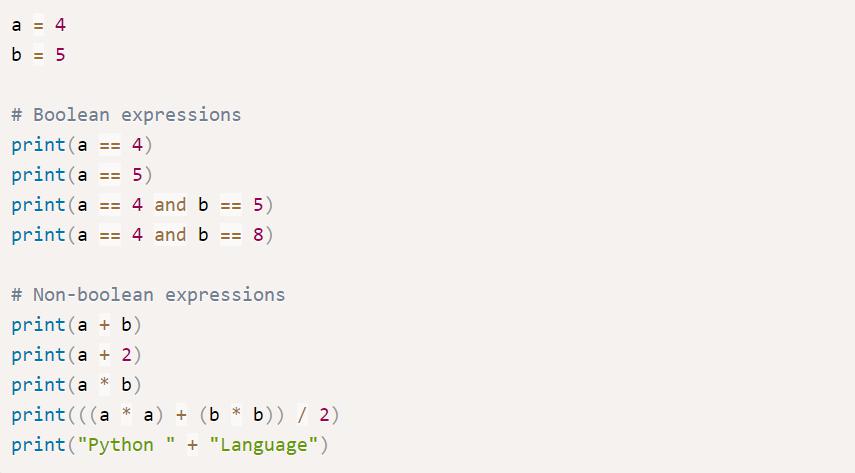 a = 4
b = 5
# Boolean expressions
print(a == 4)
print(a == 5)
print(a == 4 and b == 5)
print(a == 4 and b == 8)
# Non-boolean expressions
print(a + b)
print(a + 2)
print(a * b)
print(((a * a) + (b * b)) / 2)
print("Python " + "Language")